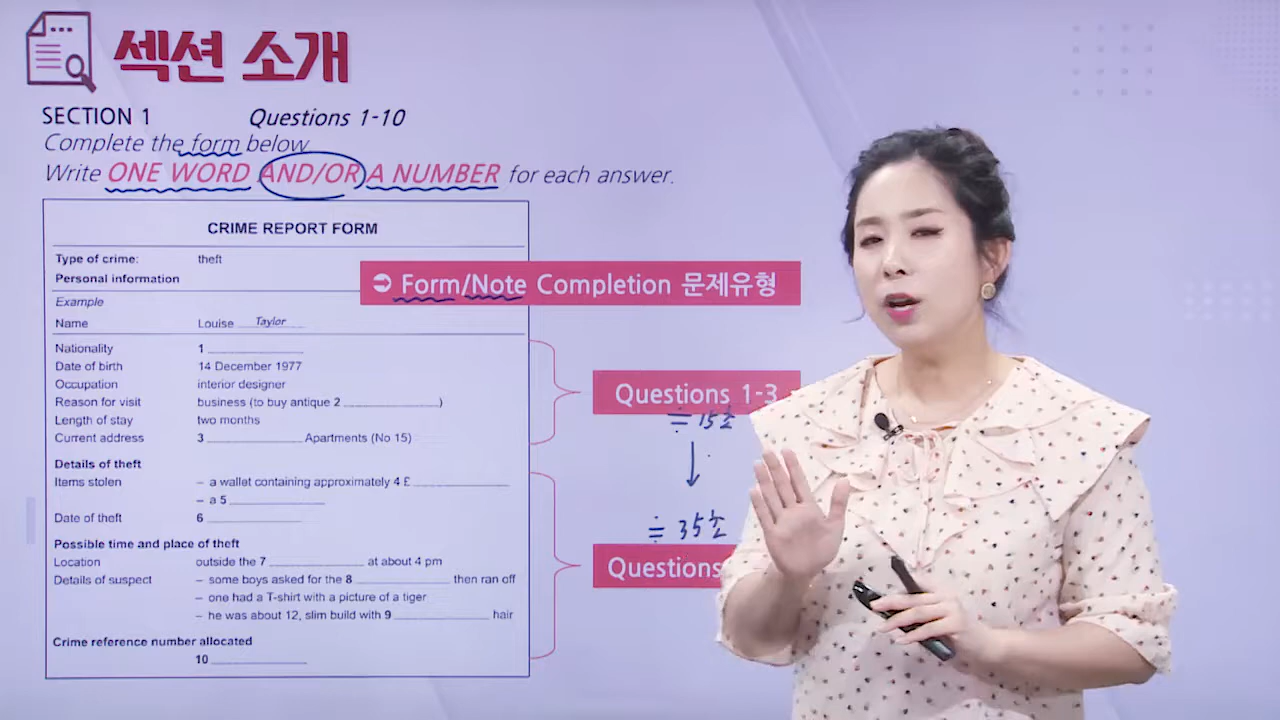 섹션 소개
SECTION 1 Questions 1-10
Complete the form below
Write ONE WORD AND/OR A NUMBER for each answer.
CRIME REPORT FORM
Type of crime: theft
Personal information
➲ Form/Note Completion 문제유형
Example
Name Louise Taylor
Nationality 1
Date of birth 14 December 1977
Occupation interior designer
Reason for visit business (to buy antique 2 )
Length of stay two months
Current address 3 Apartments (No 15)
Questions 1-3
≒ 15초
↓
≒ 35초
Details of theft
Items stolen – a wallet containing approximately 4 £
– a 5
Date of theft 6
Possible time and place of theft
Location outside the 7 at about 4 pm
Questions
Details of suspect – some boys asked for the 8 then ran off
– one had a T-shirt with a picture of a tiger
– he was about 12, slim build with 9 hair
Crime reference number allocated
10